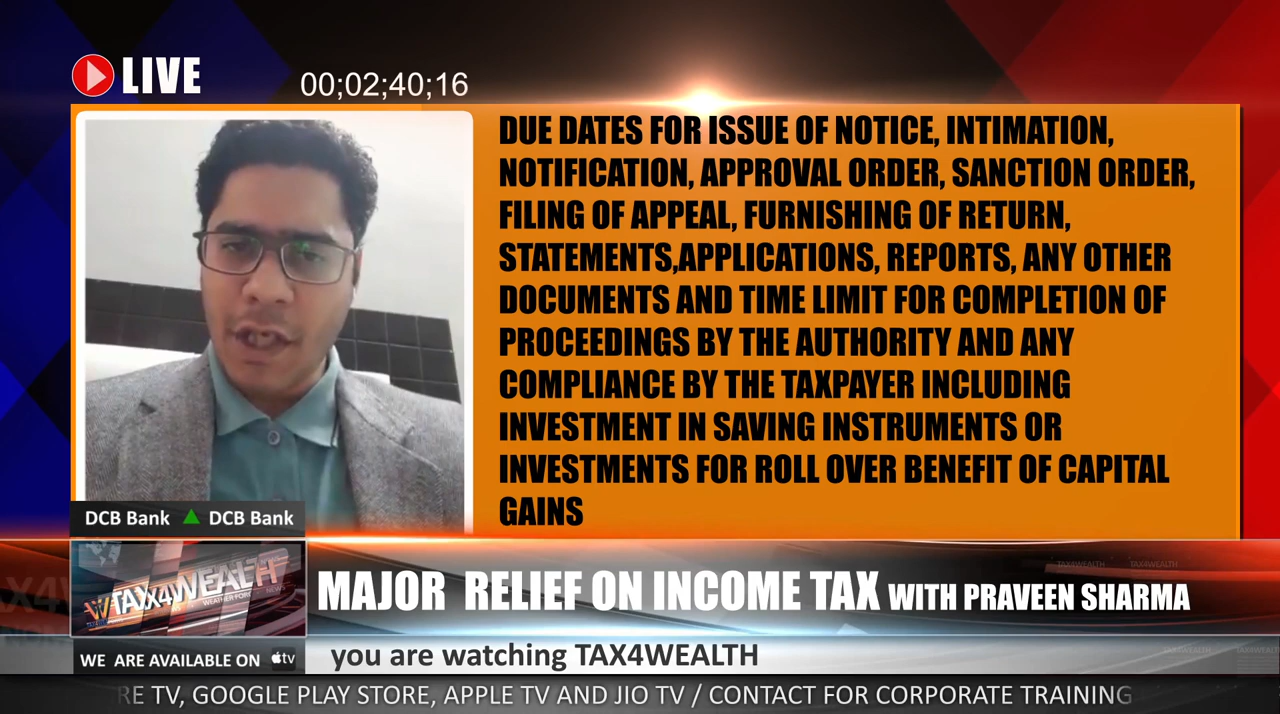 LIVE
00;02;40;16
DUE DATES FOR ISSUE OF NOTICE, INTIMATION,
NOTIFICATION, APPROVAL ORDER, SANCTION ORDER,
FILING OF APPEAL, FURNISHING OF RETURN,
STATEMENTS,APPLICATIONS, REPORTS, ANY OTHER
DOCUMENTS AND TIME LIMIT FOR COMPLETION OF
PROCEEDINGS BY THE AUTHORITY AND ANY
COMPLIANCE BY THE TAXPAYER INCLUDING
INVESTMENT IN SAVING INSTRUMENTS OR
INVESTMENTS FOR ROLL OVER BENEFIT OF CAPITAL
GAINS
DCB Bank DCB Bank
TAX4WEALTH
MAJOR RELIEF ON INCOME TAX WITH PRAVEEN SHARMA
TAX4WEALTH TAX4WEALTH
WE ARE AVAILABLE ON tv
you are watching TAX4WEALTH
RE TV, GOOGLE PLAY STORE, APPLE TV AND JIO TV / CONTACT FOR CORPORATE TRAINING